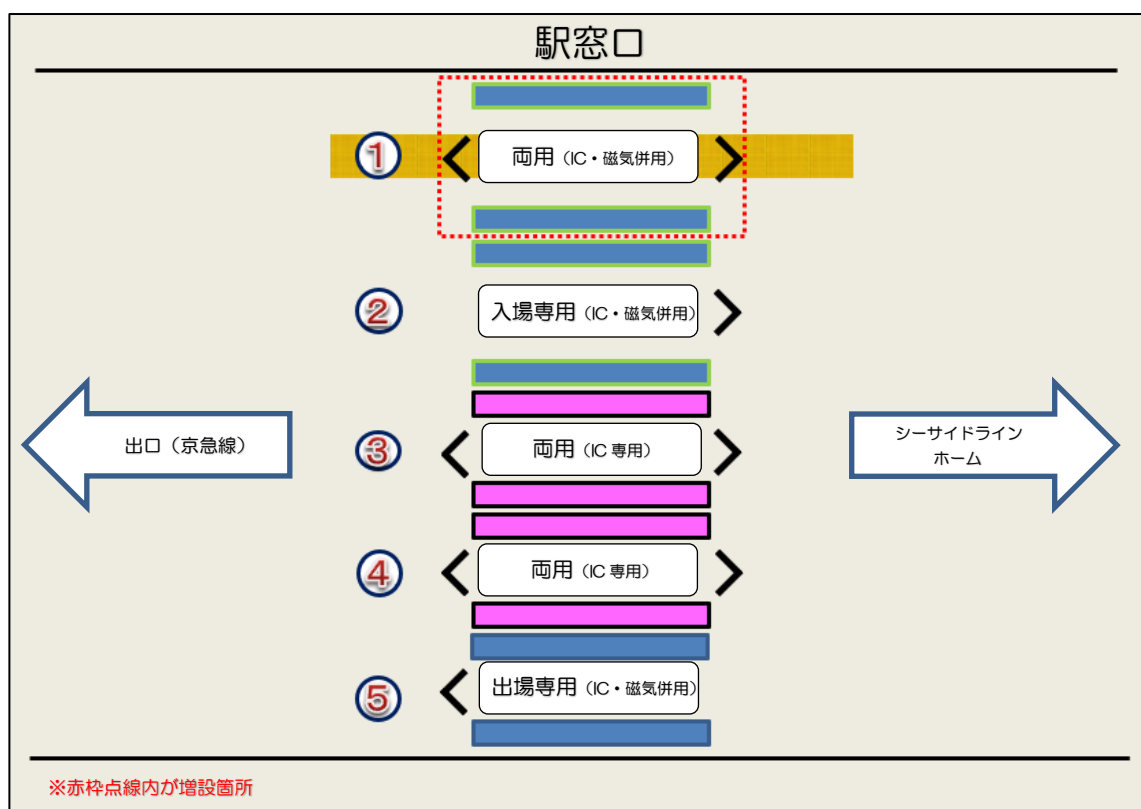 駅窓口
① 両用（IC・磁気併用）
② 入場専用（IC・磁気併用）
出口（京急線）
③ 両用（IC専用）
シーサイドライン
ホーム
④ 両用（IC専用）
⑤ 出場専用（IC・磁気併用）
※赤枠点線内が増設箇所